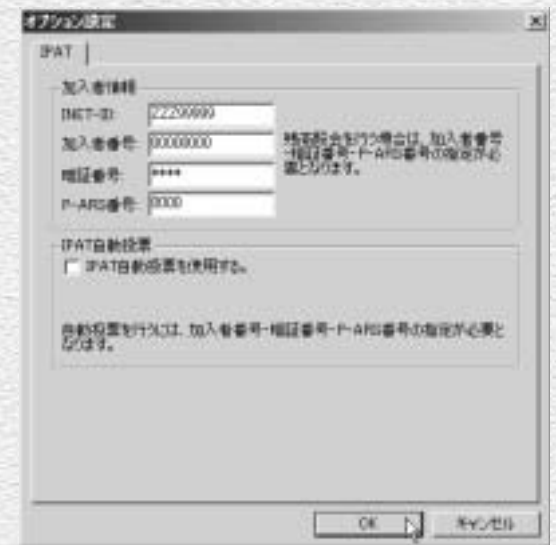 オプション設定
IPAT
加入者情報
INET-ID:
ZZZ99999
加入者番号:
00000000
暗証番号:
****
P-ARS番号:
0000
残高照会を行う場合は、加入者番号
・暗証番号・P-ARS番号の指定が必
要となります。
IPAT自動投票
IPAT自動投票を使用する。
自動投票を行うには、加入者番号・暗証番号・P-ARS番号の指定が必要と
なります。
OK
キャンセル